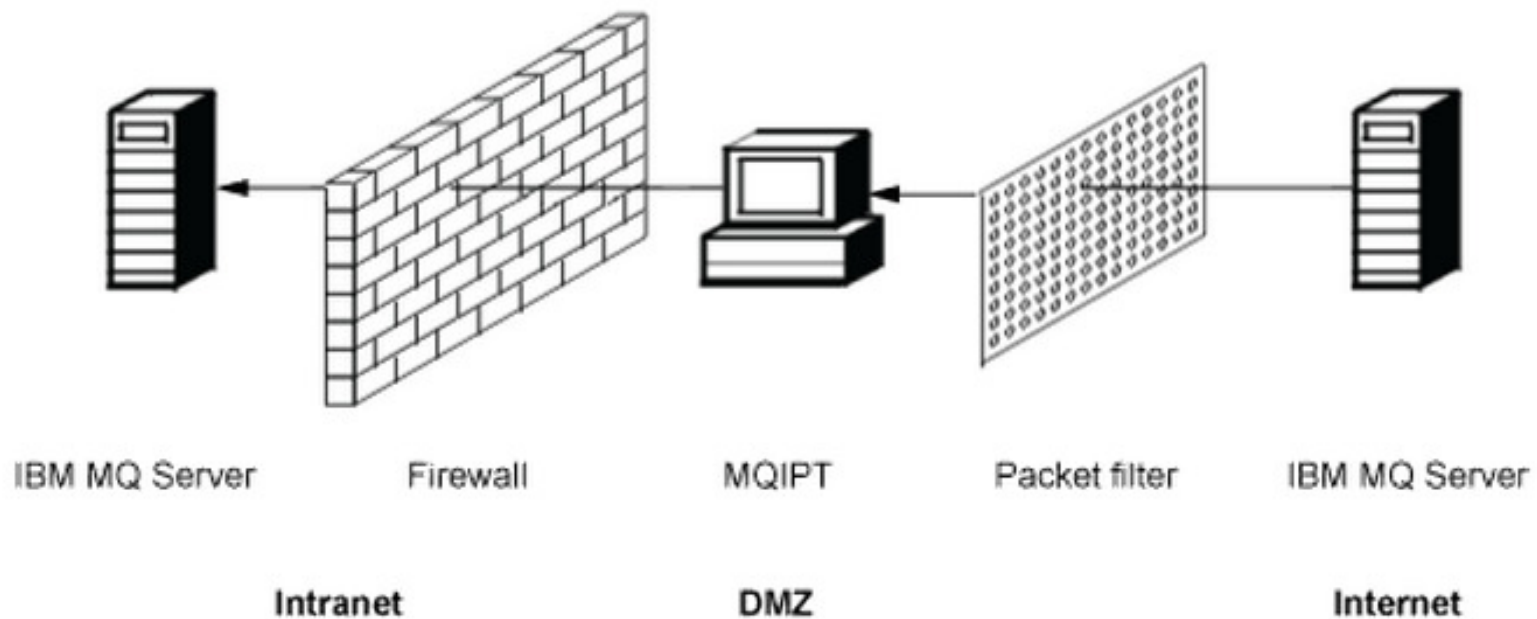 IBM MQ Server Firewall MQIPT Packet filter IBM MQ Server
Intranet DMZ Internet